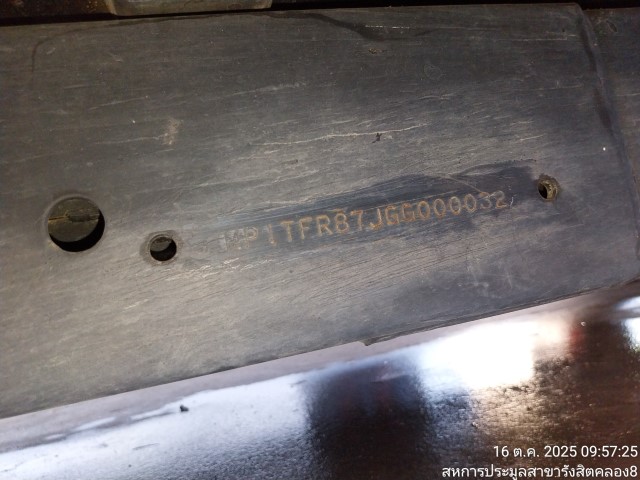 MP1TFR87JGG000032
16 ต.ค. 2025 09:57:25
สหการประมูลสาขารังสิตคลอง8